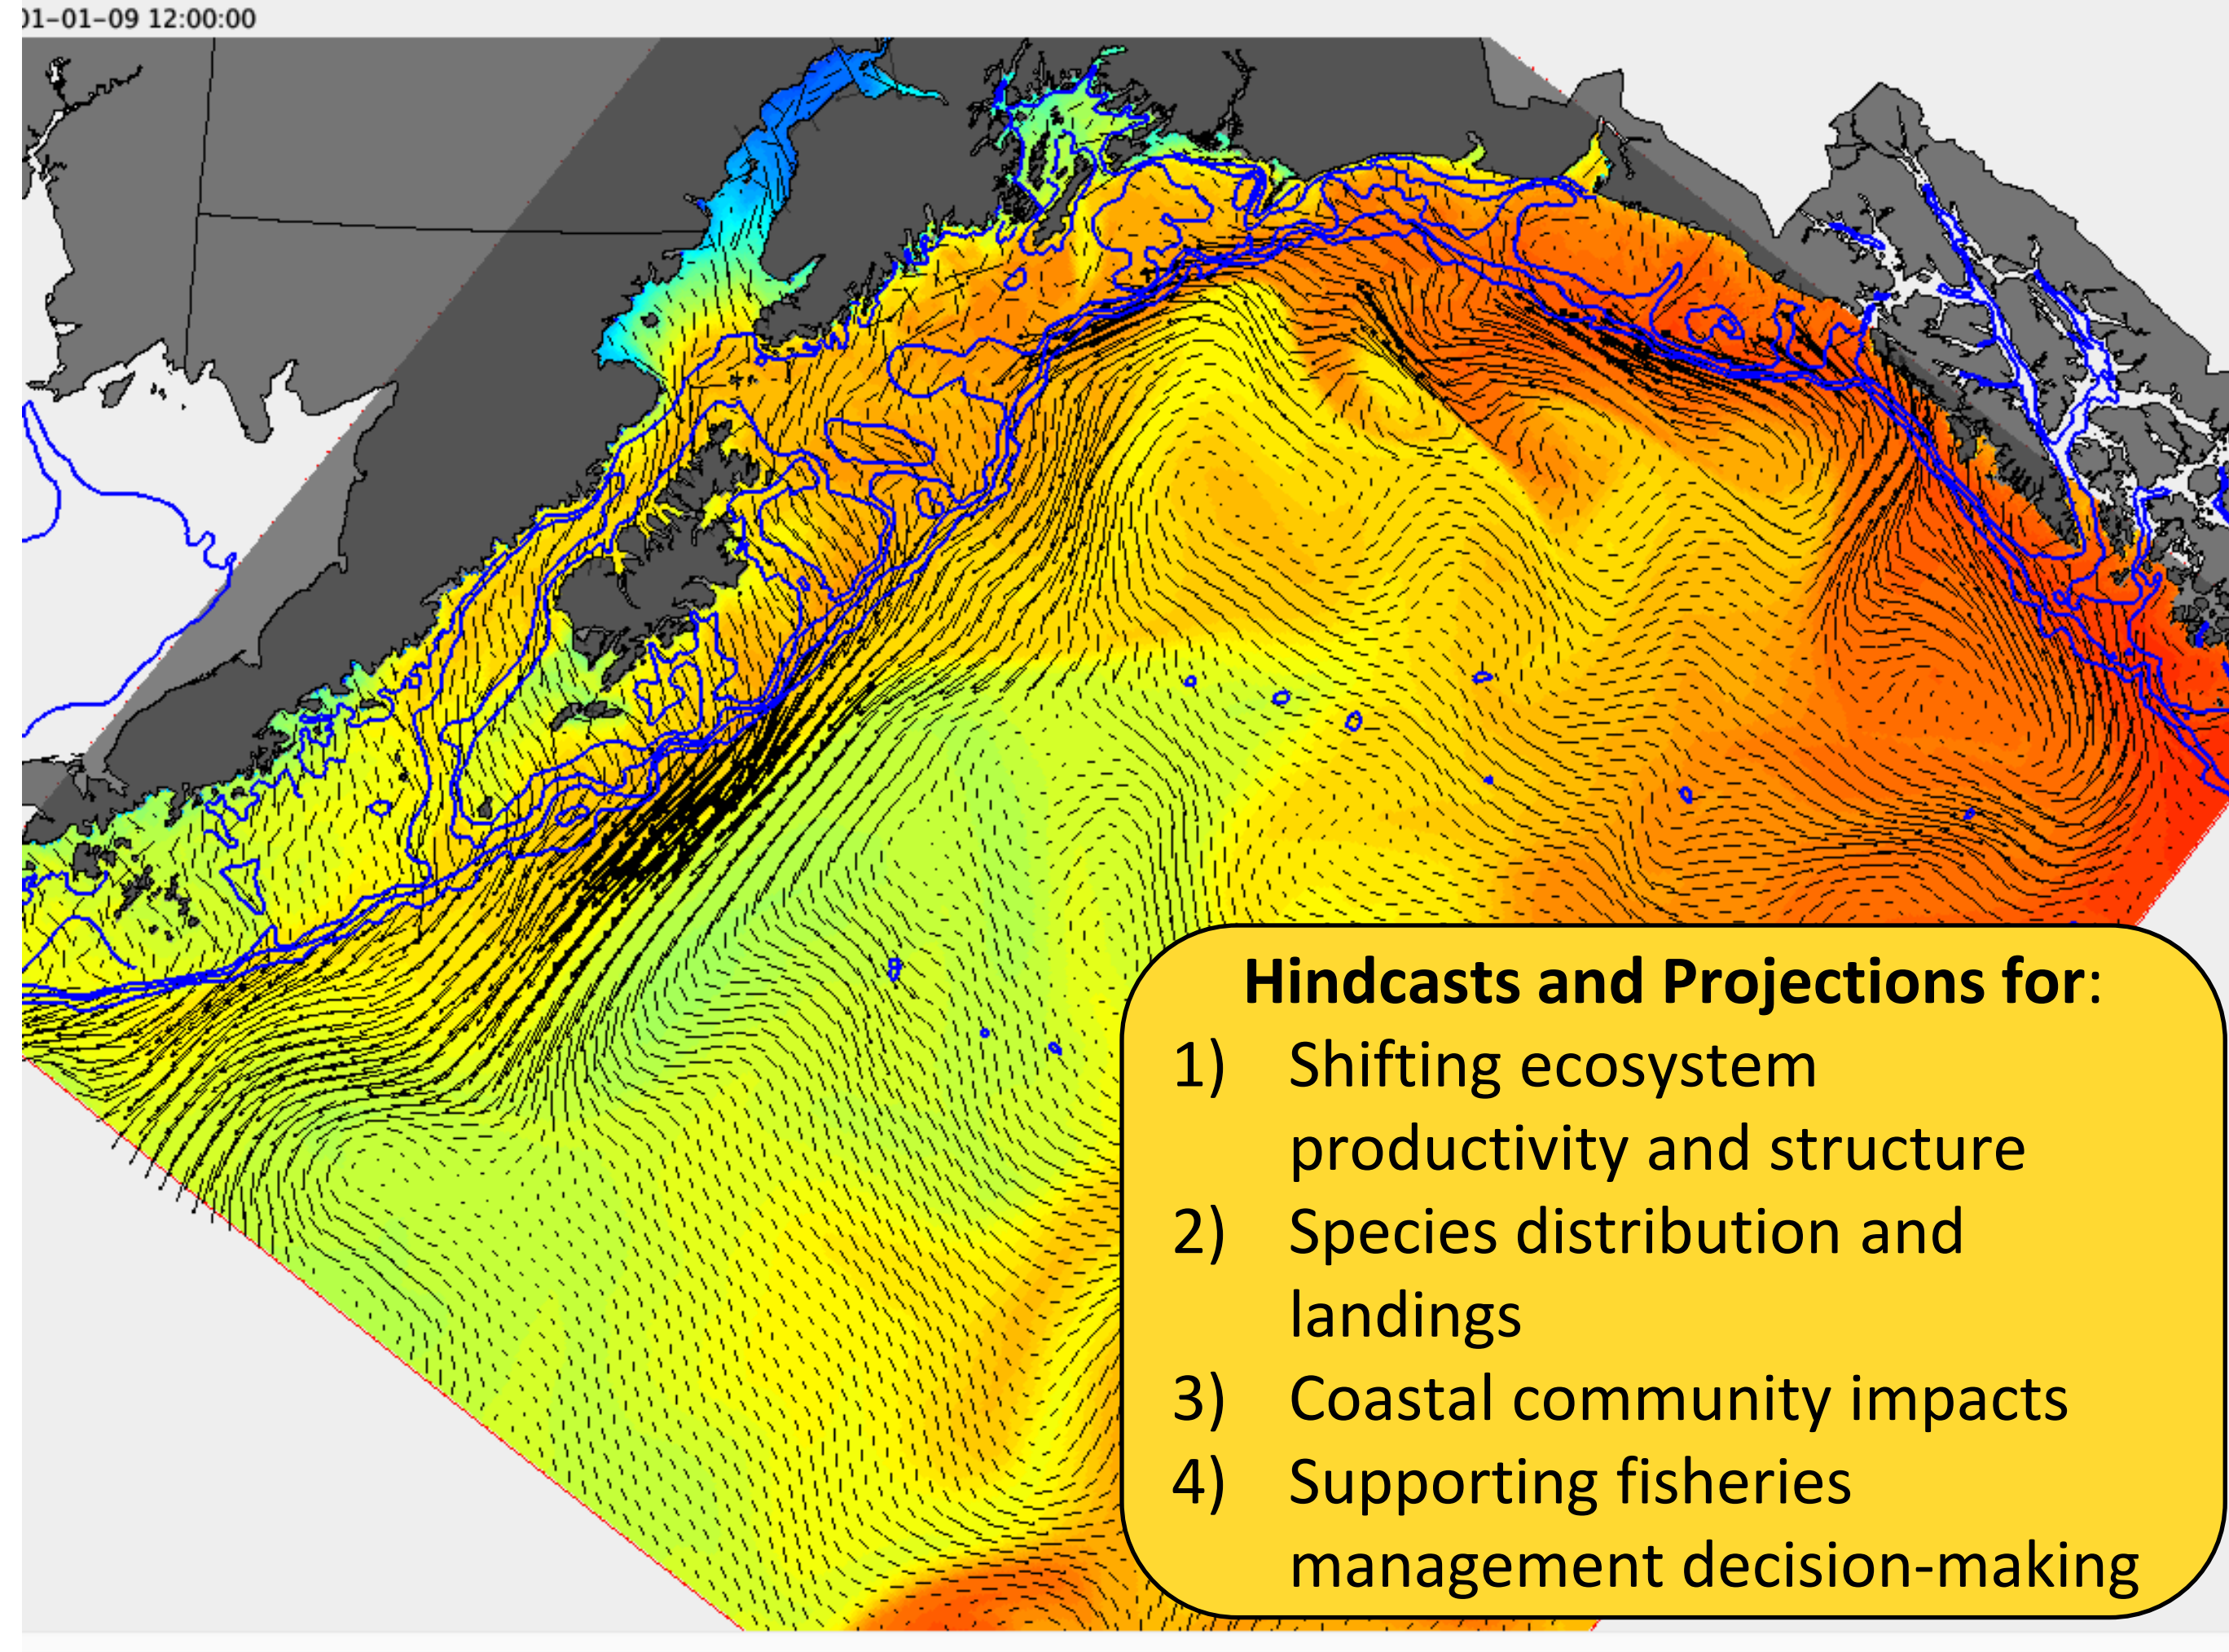 01-01-09 12:00:00
Hindcasts and Projections for:
1) Shifting ecosystem
productivity and structure
2) Species distribution and
landings
3) Coastal community impacts
4) Supporting fisheries
management decision-making